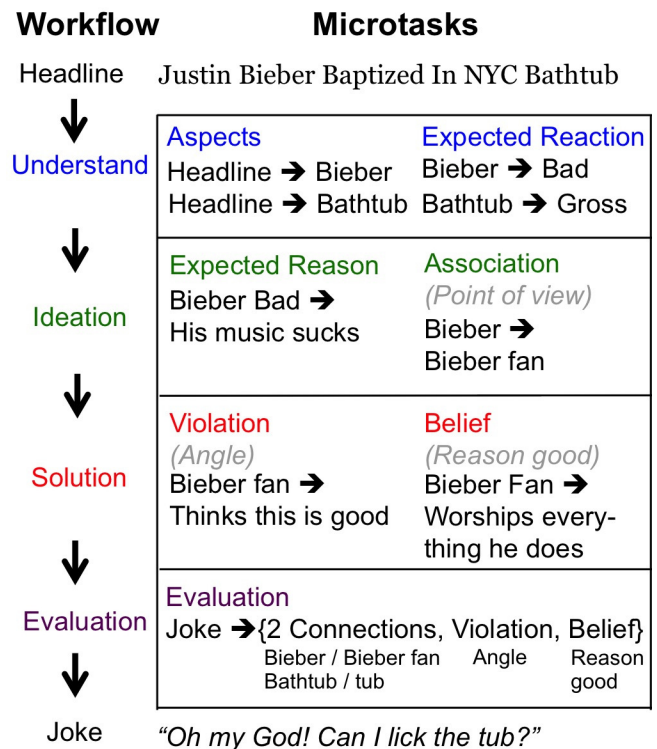 Workflow Microtasks
Headline Justin Bieber Baptized In NYC Bathtub
Understand
Aspects
Headline ➔ Bieber
Headline ➔ Bathtub
Expected Reaction
Bieber ➔ Bad
Bathtub ➔ Gross
Ideation
Expected Reason
Bieber Bad ➔
His music sucks
Association
(Point of view)
Bieber ➔
Bieber fan
Solution
Violation
(Angle)
Bieber fan ➔
Thinks this is good
Belief
(Reason good)
Bieber Fan ➔
Worships every-
thing he does
Evaluation
Evaluation
Joke ➔{2 Connections, Violation, Belief}
Bieber / Bieber fan
Bathtub / tub
Angle
Reason
good
Joke "Oh my God! Can I lick the tub?"